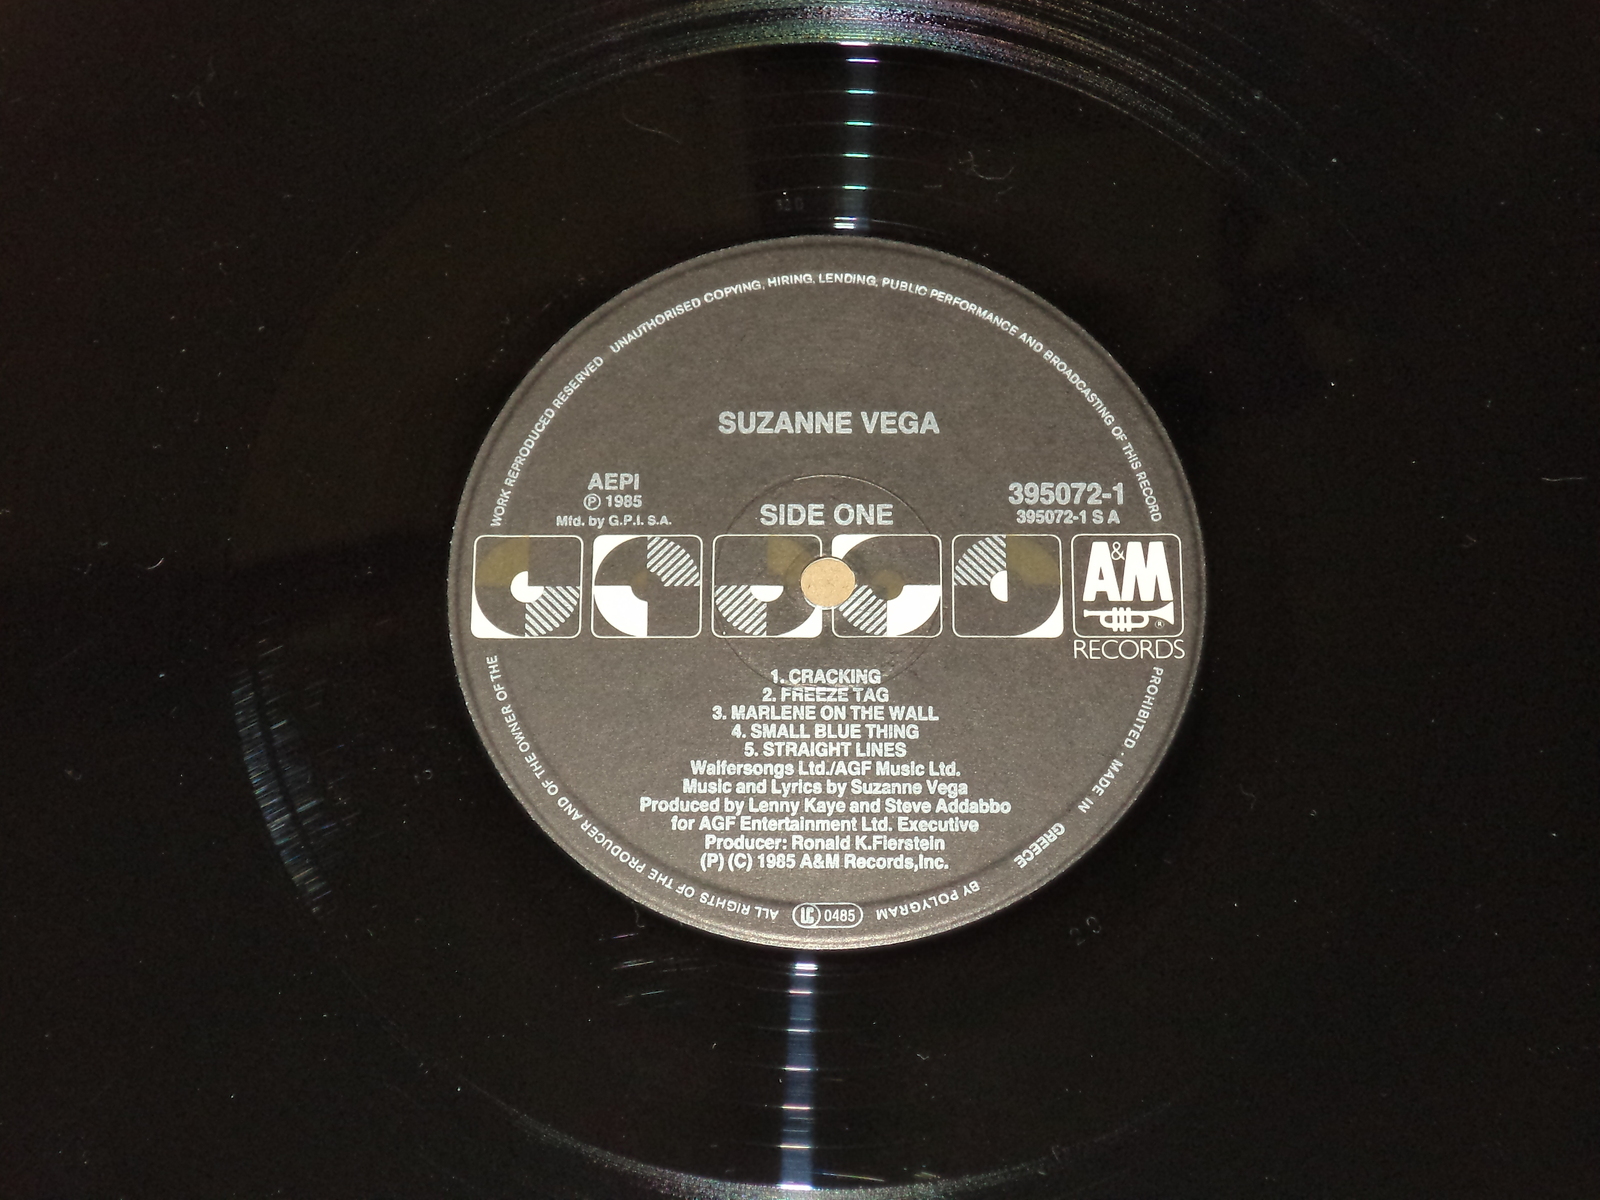 WORK REPRODUCED RESERVED UNAUTHORISED COPYING, HIRING, LENDING, PUBLIC PERFORMANCE AND BROADCASTING OF THIS RECORD
SUZANNE VEGA
AEPI
℗ 1985
Mfd. by G.P.I. S.A.
SIDE ONE
395072-1
395072-1 S A
A&M
®
RECORDS
1. CRACKING
2. FREEZE TAG
3. MARLENE ON THE WALL
4. SMALL BLUE THING
5. STRAIGHT LINES
Waifersongs Ltd./AGF Music Ltd.
Music and Lyrics by Suzanne Vega
Produced by Lenny Kaye and Steve Addabbo
for AGF Entertainment Ltd. Executive
Producer: Ronald K.Fierstein
(P) (C) 1985 A&M Records,Inc.
PROHIBITED . MADE IN GREECE BY POLYGRAM
LC 0485
ALL RIGHTS OF THE PRODUCER AND OF THE OWNER OF THE